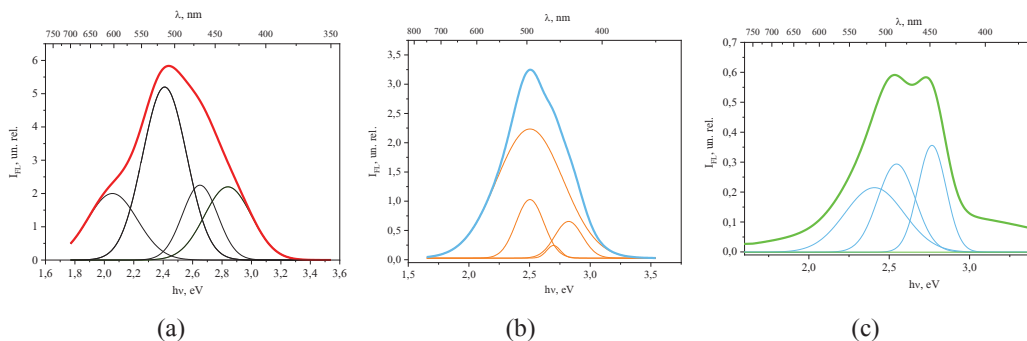 λ, nm
750 700 650 600 550 500 450 400 350
6
5
4
3
2
1
0
I_FL, un. rel.
1,6 1,8 2,0 2,2 2,4 2,6 2,8 3,0 3,2 3,4 3,6
hν, eV
(a)
λ, nm
800 700 600 500 450 400
3,5
3,0
2,5
2,0
1,5
1,0
0,5
0,0
I_FL, un. rel.
1,5 2,0 2,5 3,0 3,5
hν, eV
(b)
λ, nm
750 700 650 600 550 500 450 400
0,7
0,6
0,5
0,4
0,3
0,2
0,1
0,0
I_FL, un. rel.
2,0 2,5 3,0
hν, eV
(c)